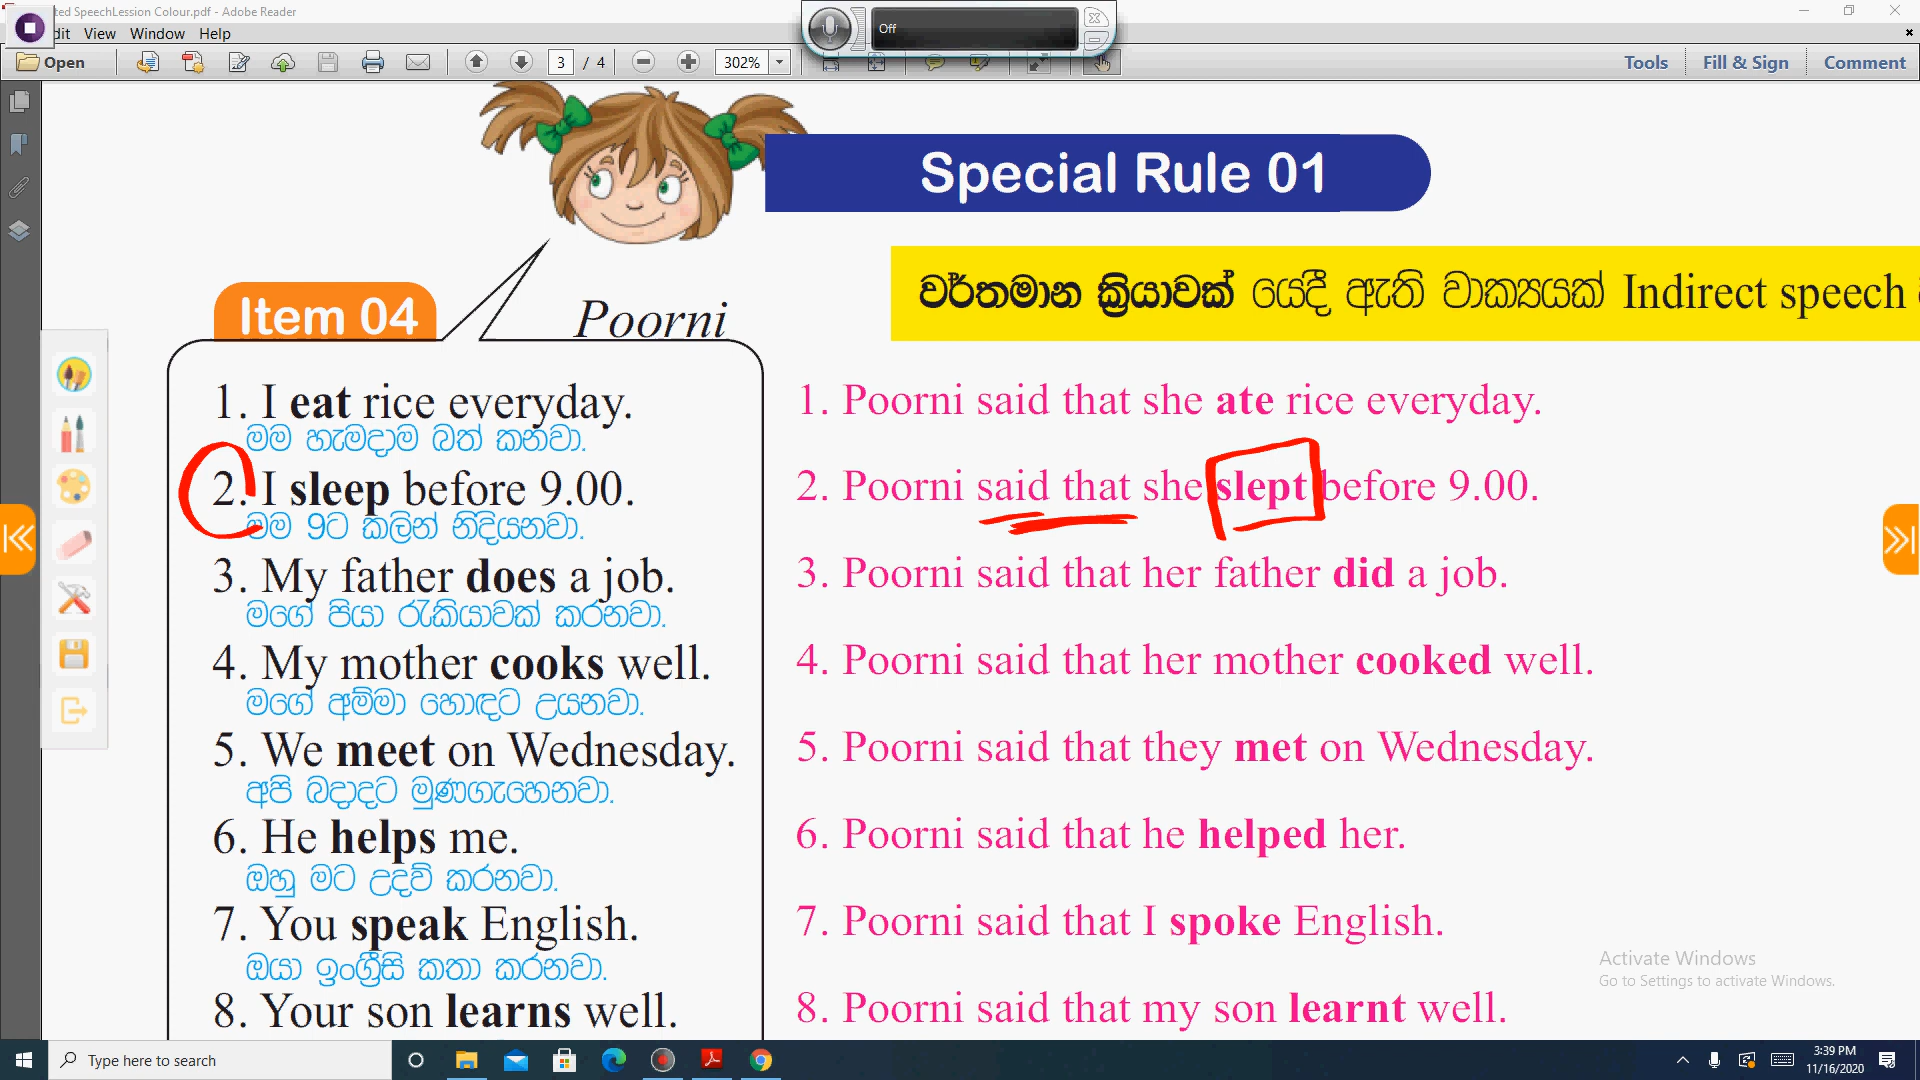 ted SpeechLession Colour.pdf - Adobe Reader
dit View Window Help
Off
Open 3 / 4 302% Tools Fill & Sign Comment
Special Rule 01
වර්තමාන ක්‍රියාවක් යෙදී ඇති වාක්‍යයක් Indirect speech
Item 04
Poorni
1. I eat rice everyday.
මම හැමදාම බත් කනවා.
2. I sleep before 9.00.
මම 9ට කලින් නිදියනවා.
3. My father does a job.
මගේ පියා රැකියාවක් කරනවා.
4. My mother cooks well.
මගේ අම්මා හොඳට උයනවා.
5. We meet on Wednesday.
අපි බදාදට මුණගැහෙනවා.
6. He helps me.
ඔහු මට උදව් කරනවා.
7. You speak English.
ඔයා ඉංග්‍රීසි කතා කරනවා.
8. Your son learns well.
1. Poorni said that she ate rice everyday.
2. Poorni said that she slept before 9.00.
3. Poorni said that her father did a job.
4. Poorni said that her mother cooked well.
5. Poorni said that they met on Wednesday.
6. Poorni said that he helped her.
7. Poorni said that I spoke English.
8. Poorni said that my son learnt well.
Activate Windows
Go to Settings to activate Windows.
Type here to search
3:39 PM
11/16/2020